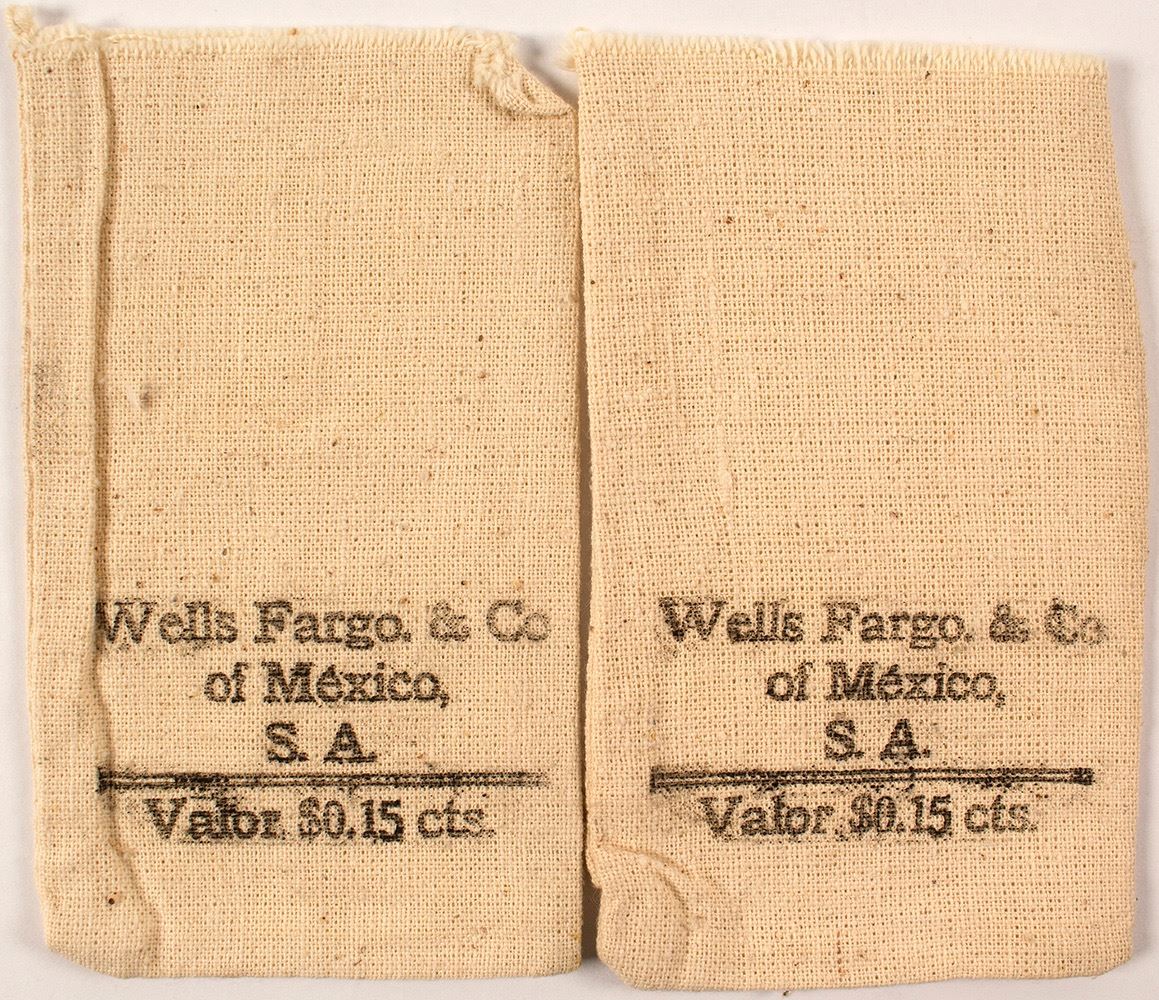 Wells Fargo. & Co
of México,
S. A.
Valor $0.15 cts.
Wells Fargo. & Co
of México,
S. A.
Valor $0.15 cts.